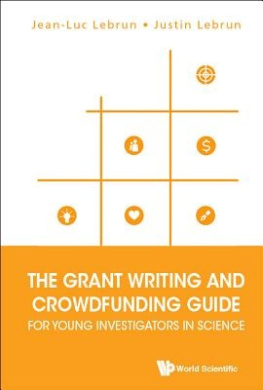 Jean-Luc Lebrun • Justin Lebrun
$
THE GRANT WRITING AND
CROWDFUNDING GUIDE
FOR YOUNG INVESTIGATORS IN SCIENCE
World Scientific